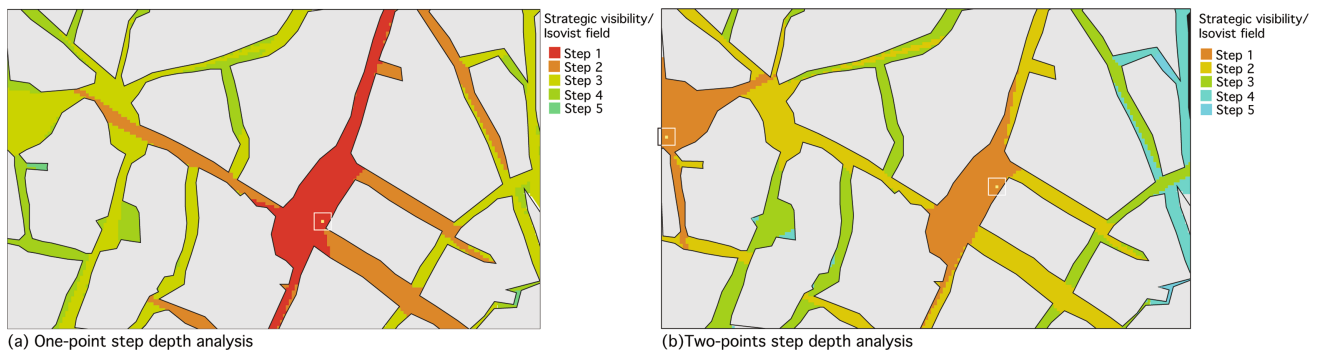 Strategic visibility/
Isovist field
Step 1
Step 2
Step 3
Step 4
Step 5
(a) One-point step depth analysis
Strategic visibility/
Isovist field
Step 1
Step 2
Step 3
Step 4
Step 5
(b)Two-points step depth analysis